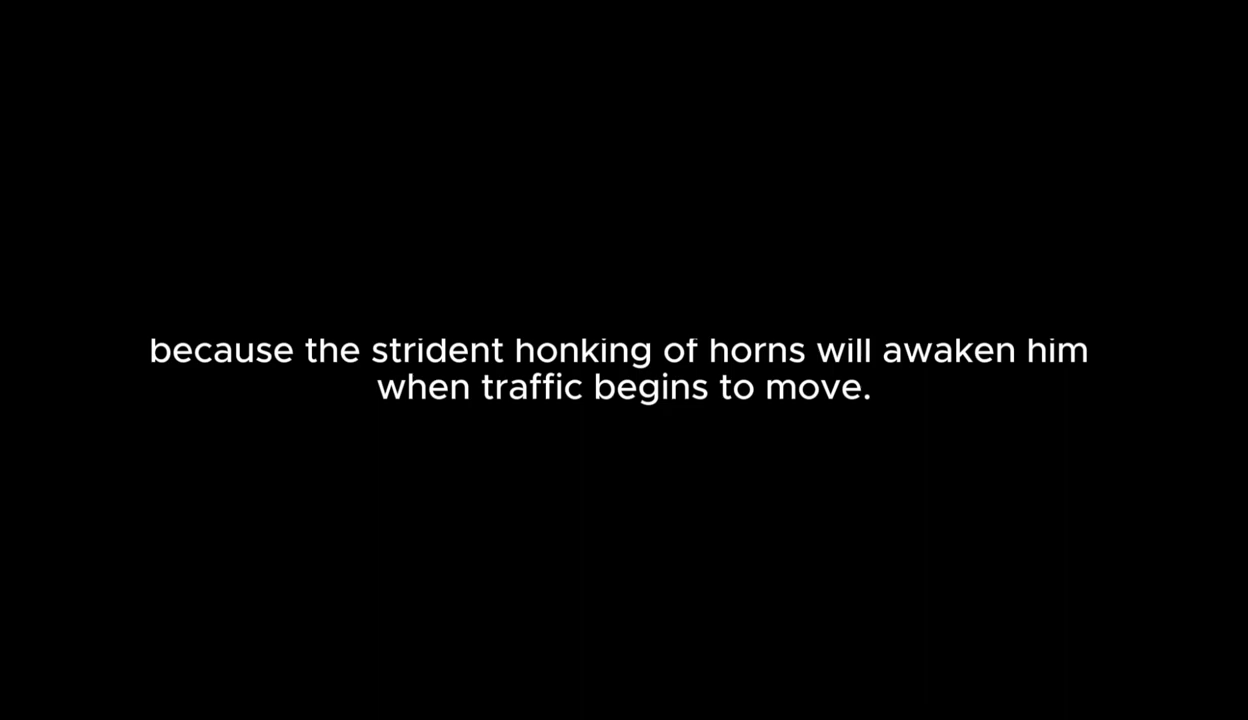 because the strident honking of horns will awaken him
when traffic begins to move.